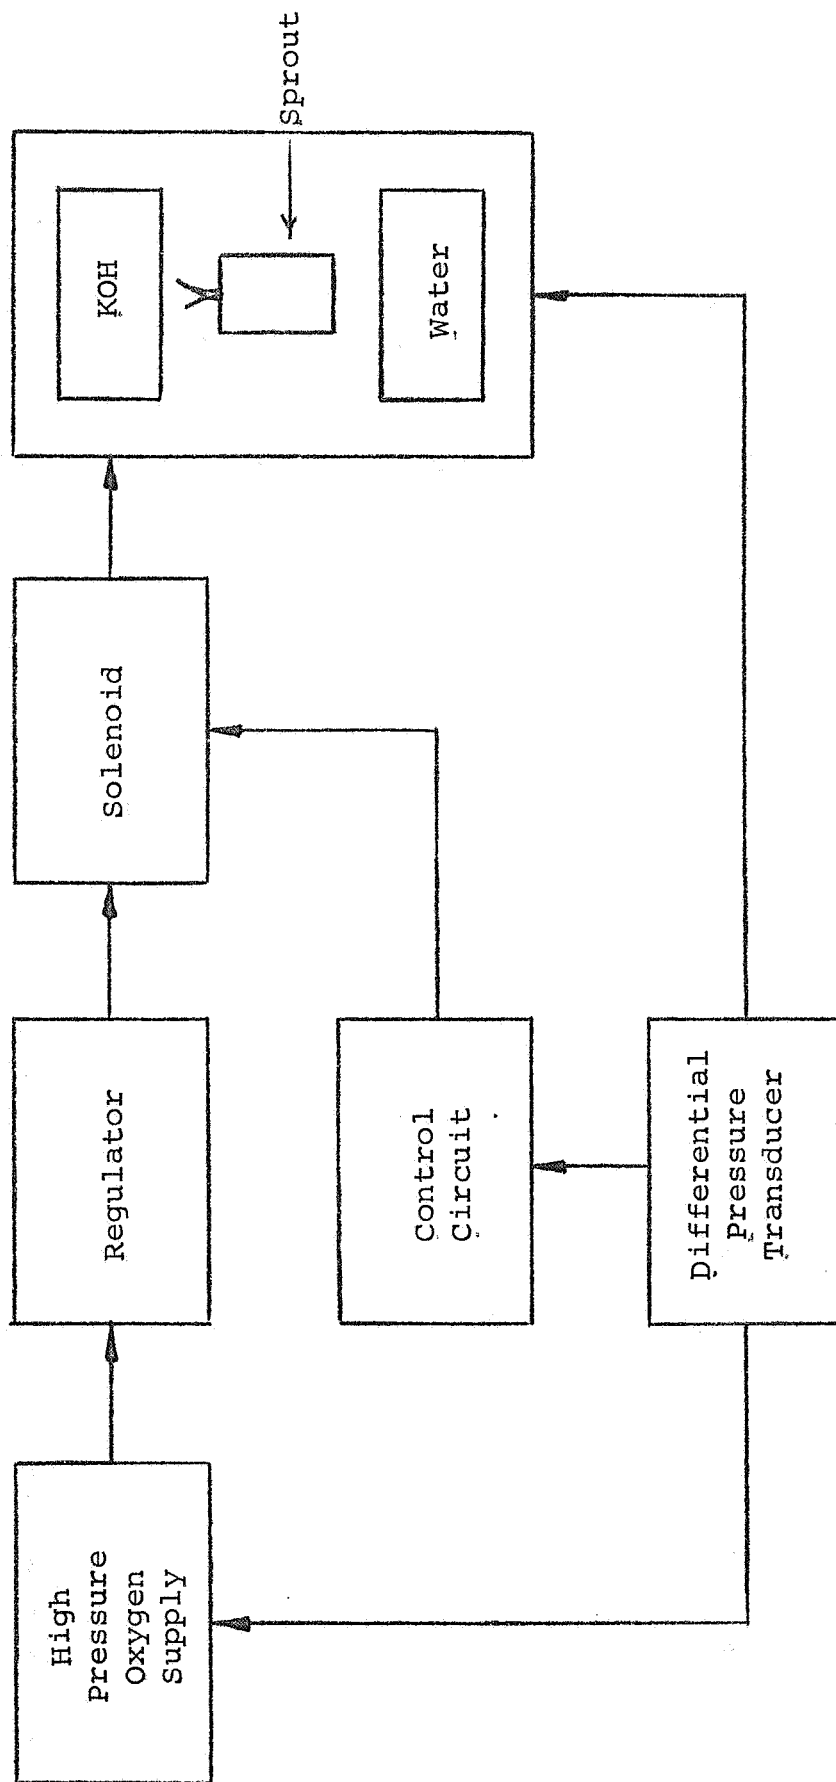 High
Pressure
Oxygen
Supply
Regulator
Solenoid
KOH
Sprout
Water
Control
Circuit
Differential
Pressure
Transducer